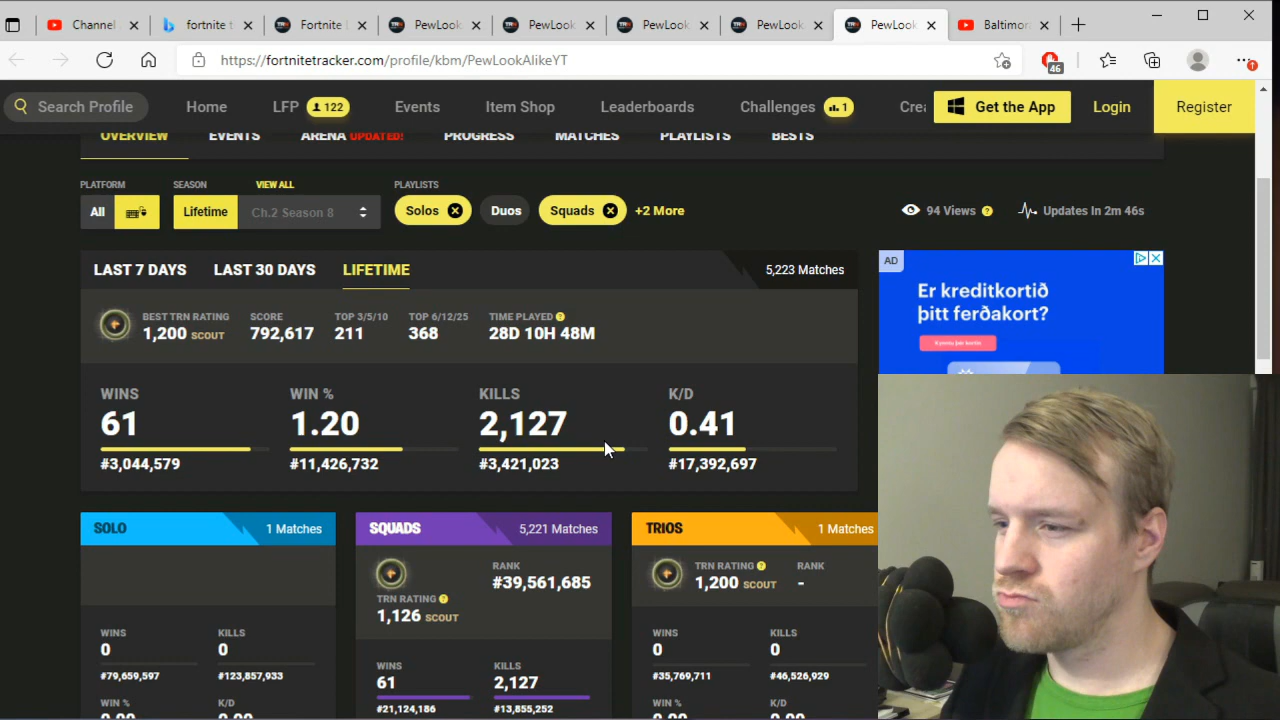 Channel
fortnite t
Fortnite
PewLook
PewLook
PewLook
PewLook
PewLook
Baltimor
https://fortnitetracker.com/profile/kbm/PewLookAlikeYT
46
1
Search Profile
Home
LFP 122
Events
Item Shop
Leaderboards
Challenges 1
Crea
Get the App
Login
Register
OVERVIEW
EVENTS
ARENA UPDATED!
PROGRESS
MATCHES
PLAYLISTS
BESTS
PLATFORM
SEASON
VIEW ALL
PLAYLISTS
All
Lifetime
Ch.2 Season 8
Solos
Duos
Squads
+2 More
94 Views
Updates In 2m 46s
LAST 7 DAYS
LAST 30 DAYS
LIFETIME
5,223 Matches
BEST TRN RATING
1,200 SCOUT
SCORE
792,617
TOP 3/5/10
211
TOP 6/12/25
368
TIME PLAYED
28D 10H 48M
WINS
61
#3,044,579
WIN %
1.20
#11,426,732
KILLS
2,127
#3,421,023
K/D
0.41
#17,392,697
AD
Er kreditkortið
þitt ferðakort?
SOLO
1 Matches
WINS
0
#79,659,597
KILLS
0
#123,857,933
WIN %
K/D
SQUADS
5,221 Matches
TRN RATING
1,126 SCOUT
RANK
#39,561,685
WINS
61
#21,124,186
KILLS
2,127
#13,855,252
TRIOS
1 Matches
TRN RATING
1,200 SCOUT
RANK
-
WINS
0
#35,769,711
KILLS
0
#46,526,929
WIN %
K/D